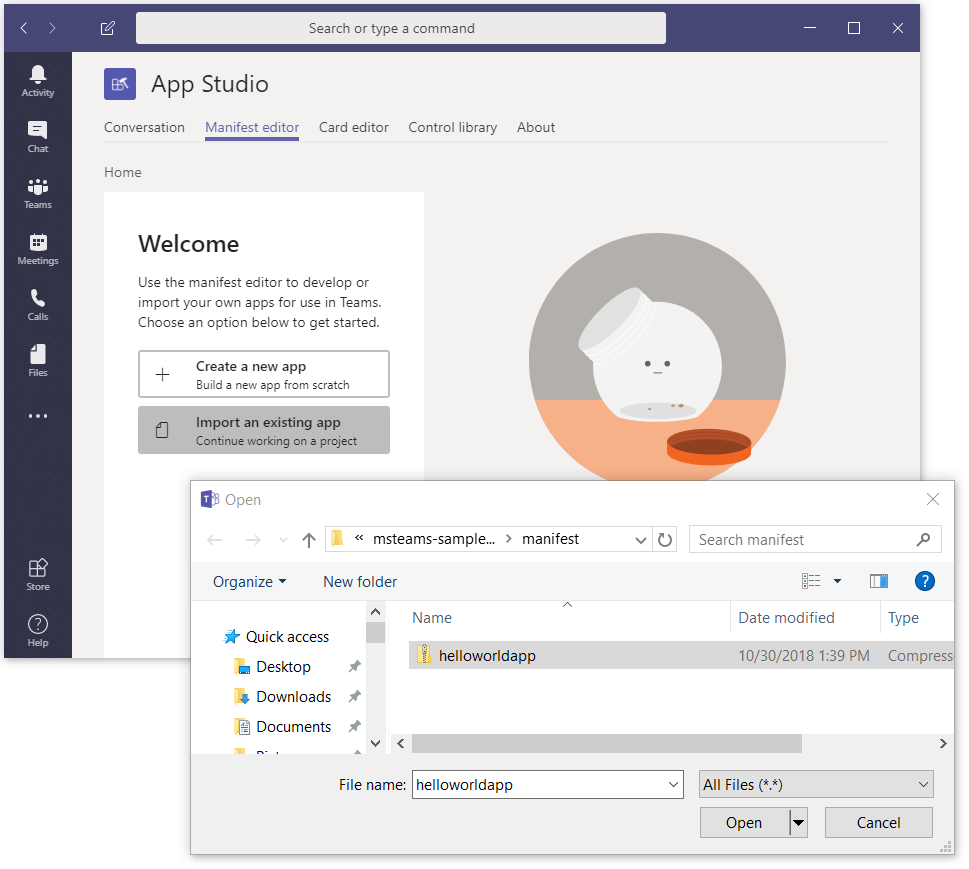 Search or type a command
Activity
Chat
Teams
Meetings
Calls
Files
Store
Help
App Studio
Conversation Manifest editor Card editor Control library About
Home
Welcome
Use the manifest editor to develop or
import your own apps for use in Teams.
Choose an option below to get started.
Create a new app
Build a new app from scratch
Import an existing app
Continue working on a project
Open
« msteams-sample... > manifest
Search manifest
Organize New folder
Quick access
Desktop
Downloads
Documents
Name Date modified Type
helloworldapp 10/30/2018 1:39 PM Compress
File name: helloworldapp
All Files (*.*)
Open Cancel